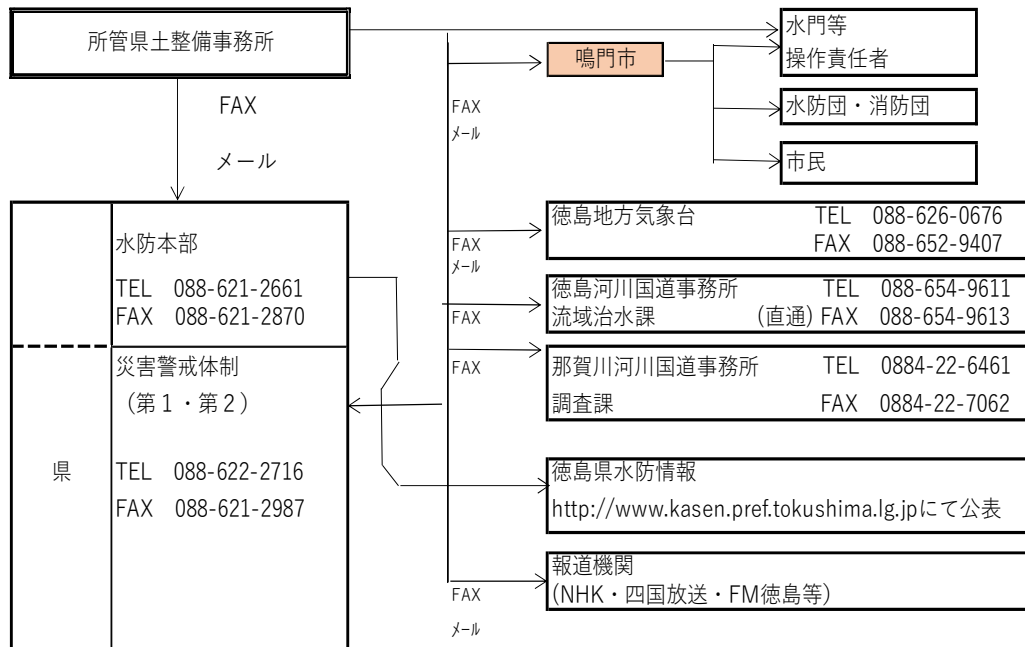 所管県土整備事務所
FAX
メール
水門等
操作責任者
鳴門市
FAX
ﾒｰﾙ
水防団・消防団
市民
県
水防本部
TEL 088-621-2661
FAX 088-621-2870
災害警戒体制
(第１・第２)
TEL 088-622-2716
FAX 088-621-2987
FAX
ﾒｰﾙ
徳島地方気象台 TEL 088-626-0676
FAX 088-652-9407
FAX
徳島河川国道事務所 TEL 088-654-9611
流域治水課 (直通) FAX 088-654-9613
FAX
那賀川河川国道事務所 TEL 0884-22-6461
調査課 FAX 0884-22-7062
徳島県水防情報
http://www.kasen.pref.tokushima.lg.jpにて公表
FAX
ﾒｰﾙ
報道機関
(NHK・四国放送・FM徳島等)